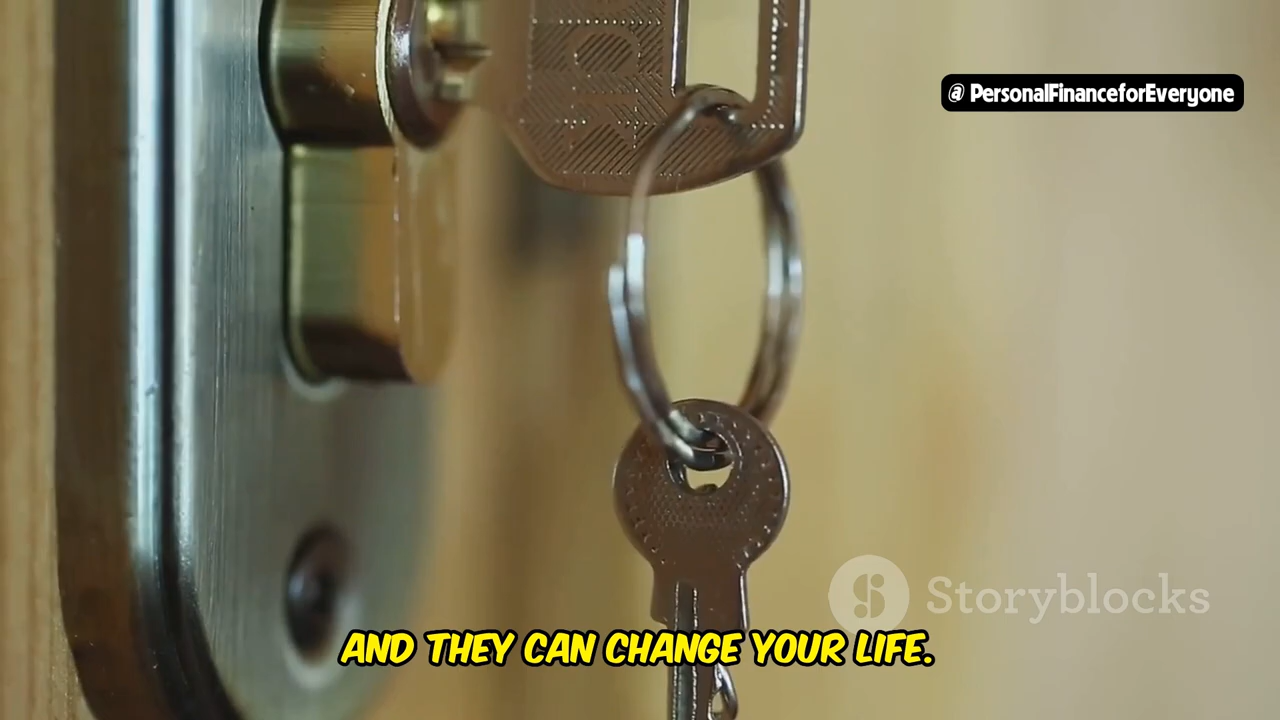 @ PersonalFinanceforEveryone
Storyblocks
AND THEY CAN CHANGE YOUR LIFE.